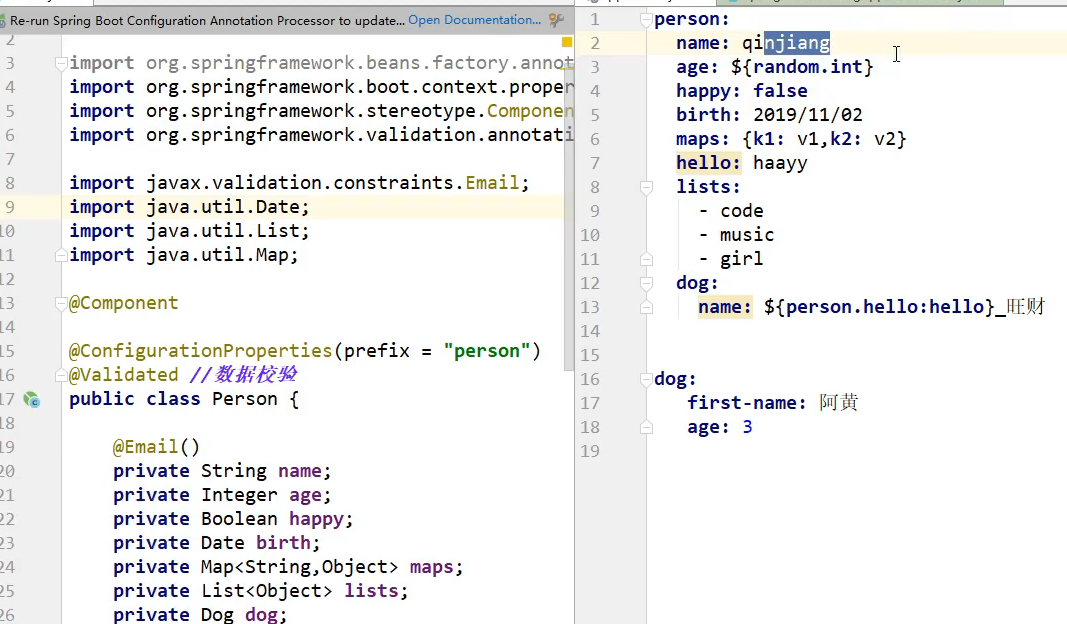 Re-run Spring Boot Configuration Annotation Processor to update... Open Documentation...
2
3 import org.springframework.beans.factory.annot
4 import org.springframework.boot.context.proper
5 import org.springframework.stereotype.Componen
6 import org.springframework.validation.annotati
7
8 import javax.validation.constraints.Email;
9 import java.util.Date;
10 import java.util.List;
11 import java.util.Map;
12
13 @Component
14
15 @ConfigurationProperties(prefix = "person")
16 @Validated //数据校验
17 public class Person {
18
19 @Email()
20 private String name;
21 private Integer age;
22 private Boolean happy;
23 private Date birth;
24 private Map<String,Object> maps;
25 private List<Object> lists;
26 private Dog dog;
1 person:
2 name: qinjiang
3 age: ${random.int}
4 happy: false
5 birth: 2019/11/02
6 maps: {k1: v1,k2: v2}
7 hello: haayy
8 lists:
9 - code
10 - music
11 - girl
12 dog:
13 name: ${person.hello:hello}_旺财
14
15
16 dog:
17 first-name: 阿黄
18 age: 3
19